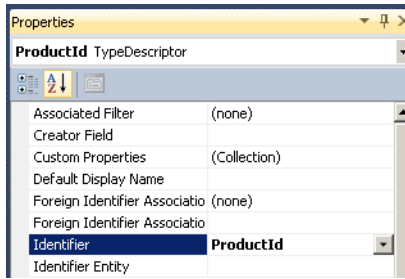 Properties
ProductId TypeDescriptor
Associated Filter (none)
Creator Field
Custom Properties (Collection)
Default Display Name
Foreign Identifier Associatio (none)
Foreign Identifier Associatio
Identifier ProductId
Identifier Entity